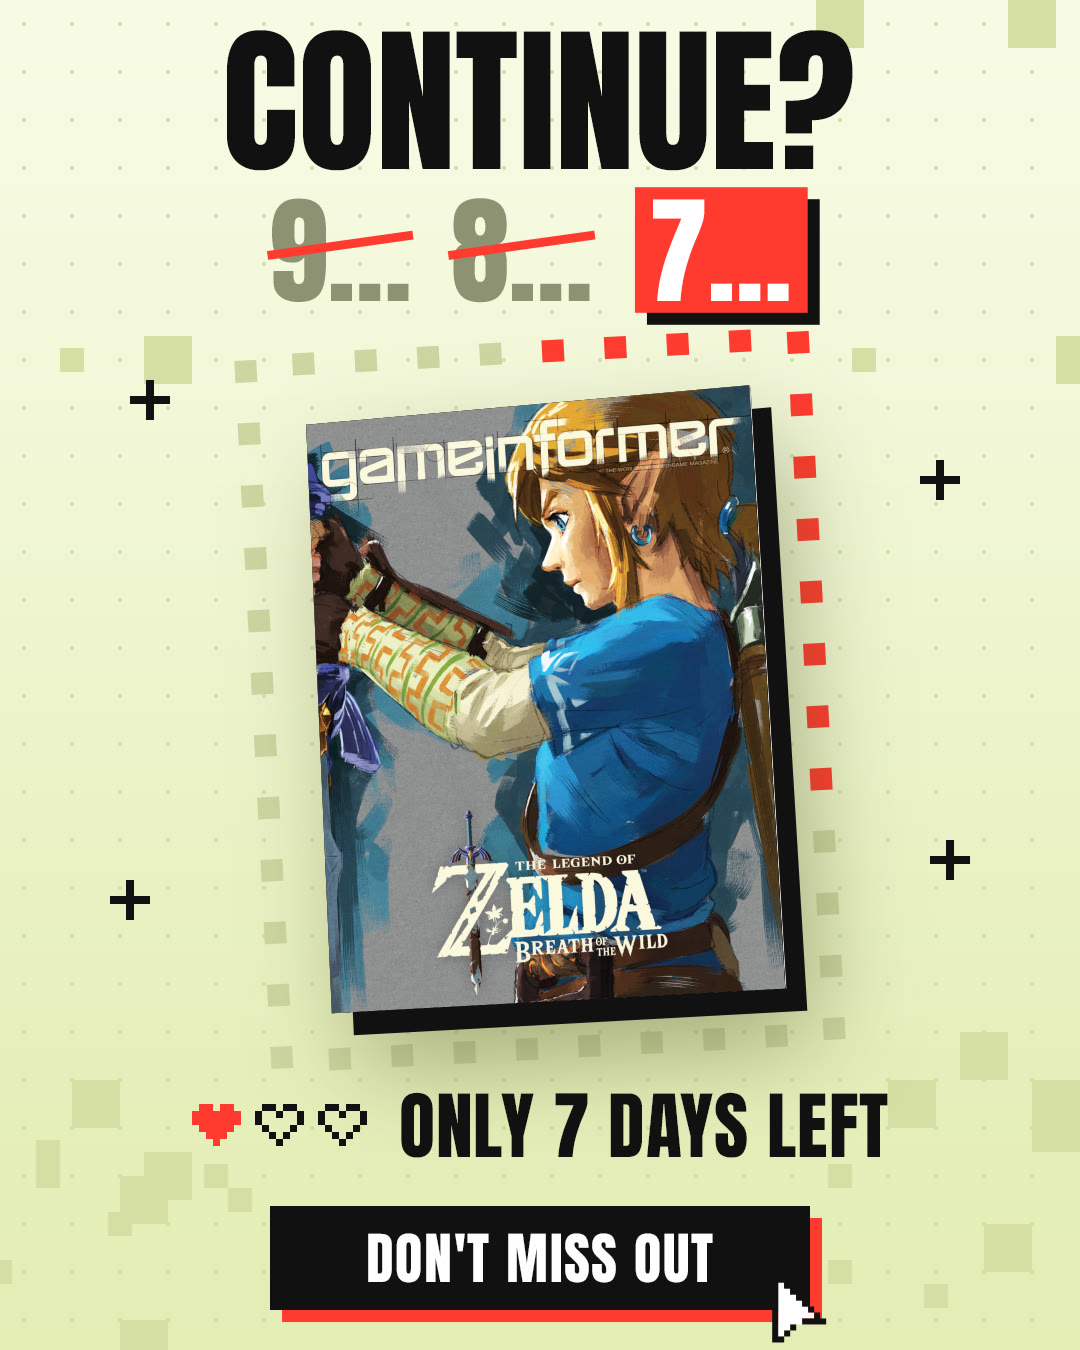 CONTINUE?
9... 8... 7...
gameinformer®
THE LEGEND OF
ZELDA
BREATH OF THE WILD
ONLY 7 DAYS LEFT
DON'T MISS OUT